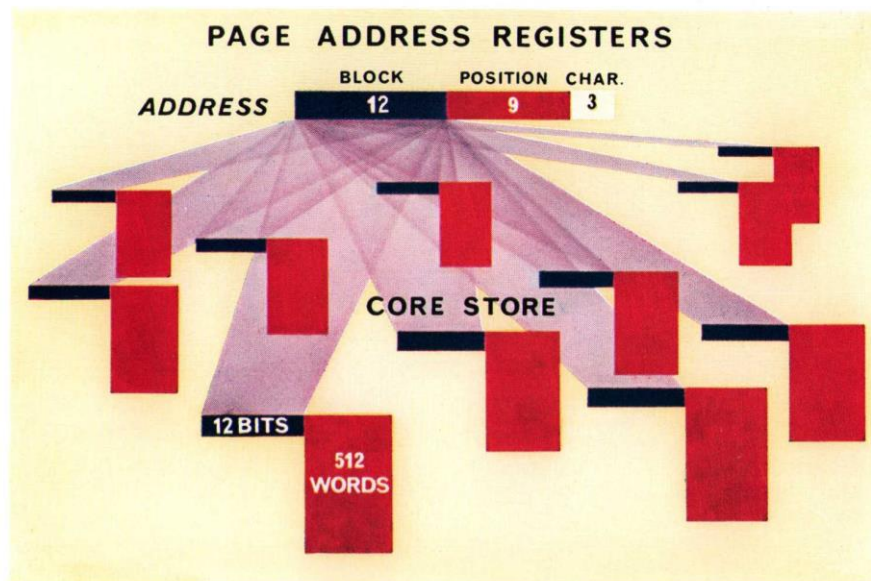 PAGE ADDRESS REGISTERS
BLOCK POSITION CHAR.
ADDRESS 12 9 3
CORE STORE
12 BITS
512
WORDS